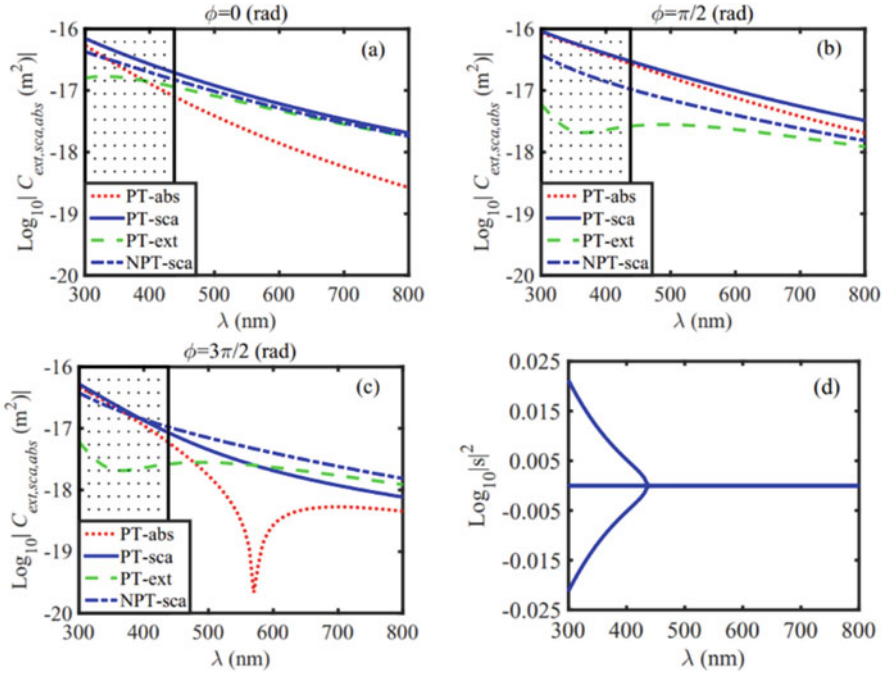 ϕ=0 (rad)
(a)
Log₁₀| C_ext,sca,abs (m²)|
-16
-17
-18
-19
-20
PT-abs
PT-sca
PT-ext
NPT-sca
300 400 500 600 700 800
λ (nm)
ϕ=π/2 (rad)
(b)
Log₁₀| C_ext,sca,abs (m²)|
-16
-17
-18
-19
-20
PT-abs
PT-sca
PT-ext
NPT-sca
300 400 500 600 700 800
λ (nm)
ϕ=3π/2 (rad)
(c)
Log₁₀| C_ext,sca,abs (m²)|
-16
-17
-18
-19
-20
PT-abs
PT-sca
PT-ext
NPT-sca
300 400 500 600 700 800
λ (nm)
(d)
Log₁₀|s|²
0.025
0.015
0.005
-0.005
-0.015
-0.025
300 400 500 600 700 800
λ (nm)